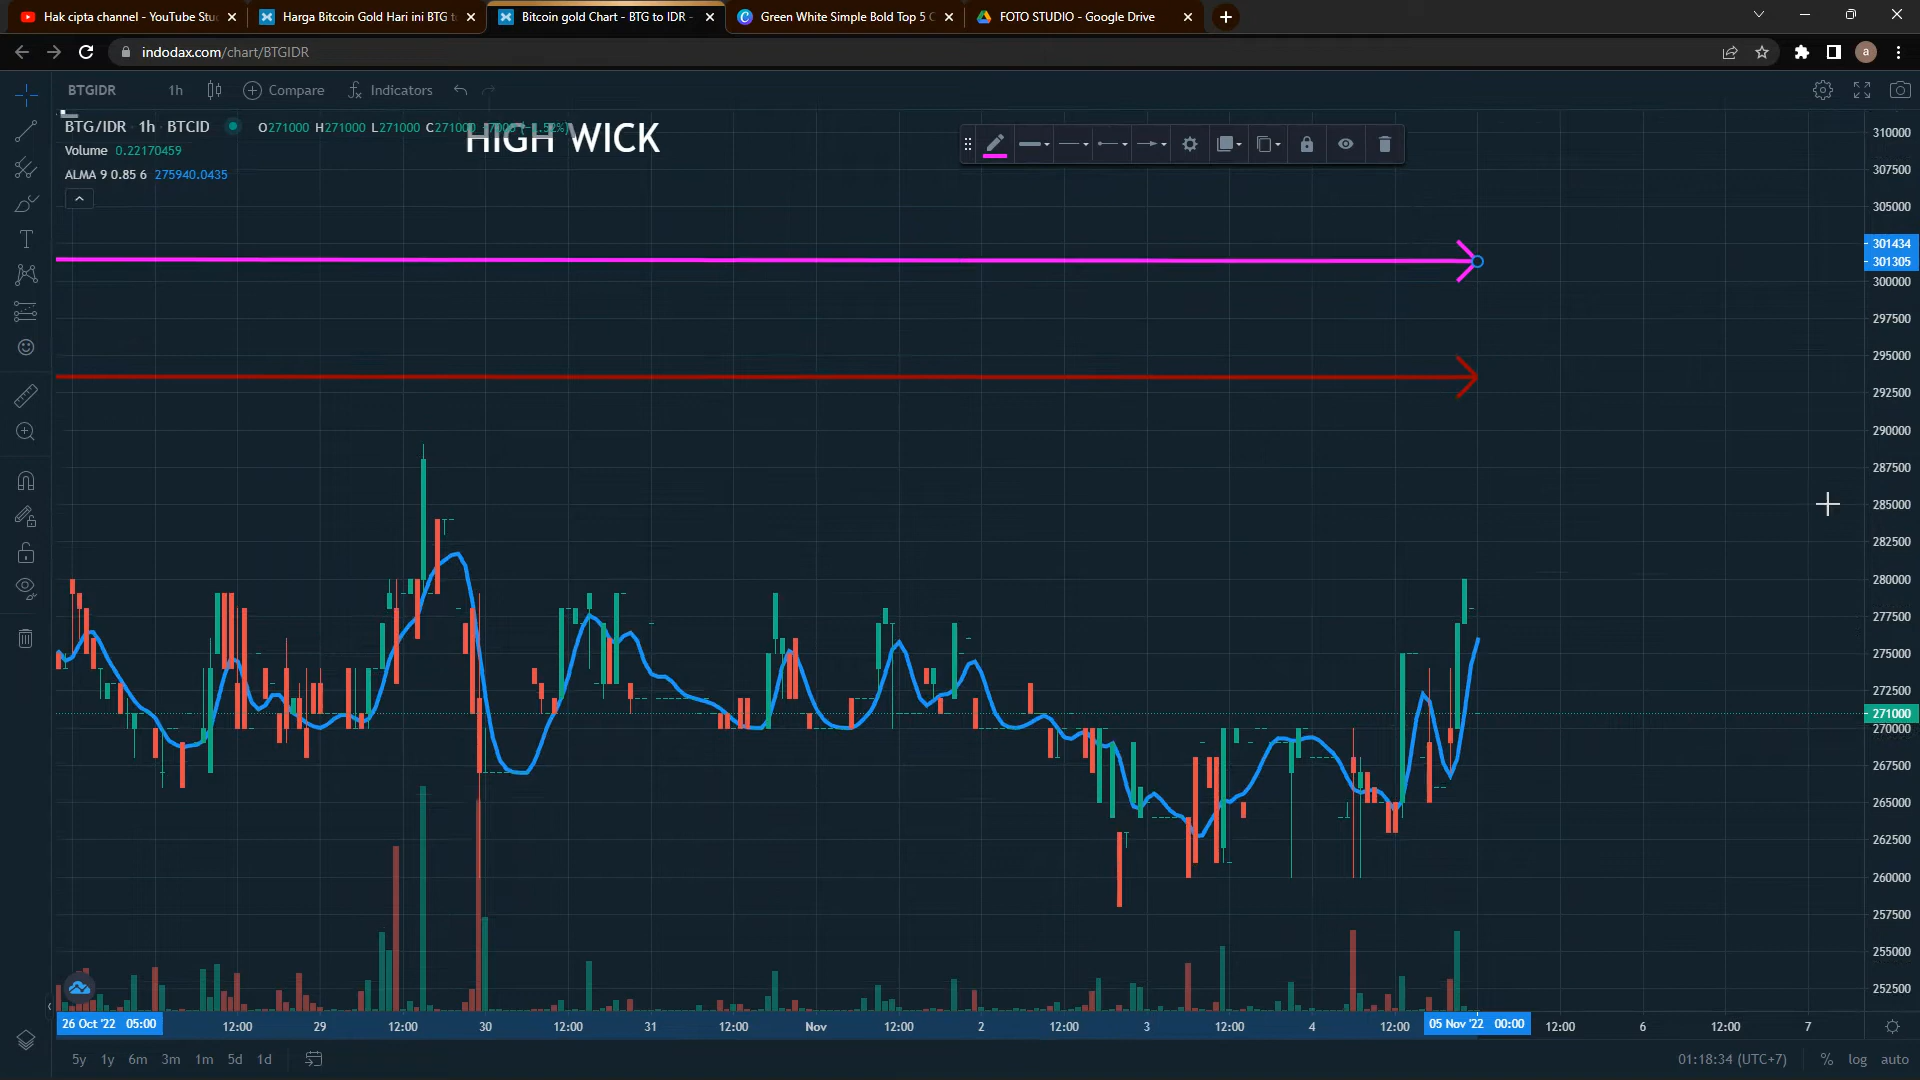 Hak cipta channel - YouTube Stu
Harga Bitcoin Gold Hari ini BTG to
Bitcoin gold Chart - BTG to IDR -
Green White Simple Bold Top 5 C
FOTO STUDIO - Google Drive
indodax.com/chart/BTGIDR
a
BTGIDR 1h Compare Indicators
BTG/IDR · 1h · BTCID O271000 H271000 L271000 C271000
HIGH WICK
Volume 0.22170459
ALMA 9 0.85 6 275940.0435
310000
307500
305000
301434
301305
300000
297500
295000
292500
290000
287500
285000
282500
280000
277500
275000
272500
271000
270000
267500
265000
262500
260000
257500
255000
252500
26 Oct '22 05:00 12:00 29 12:00 30 12:00 31 12:00 Nov 12:00 2 12:00 3 12:00 4 12:00 05 Nov '22 00:00 12:00 6 12:00 7
5y 1y 6m 3m 1m 5d 1d 01:18:34 (UTC+7) % log auto